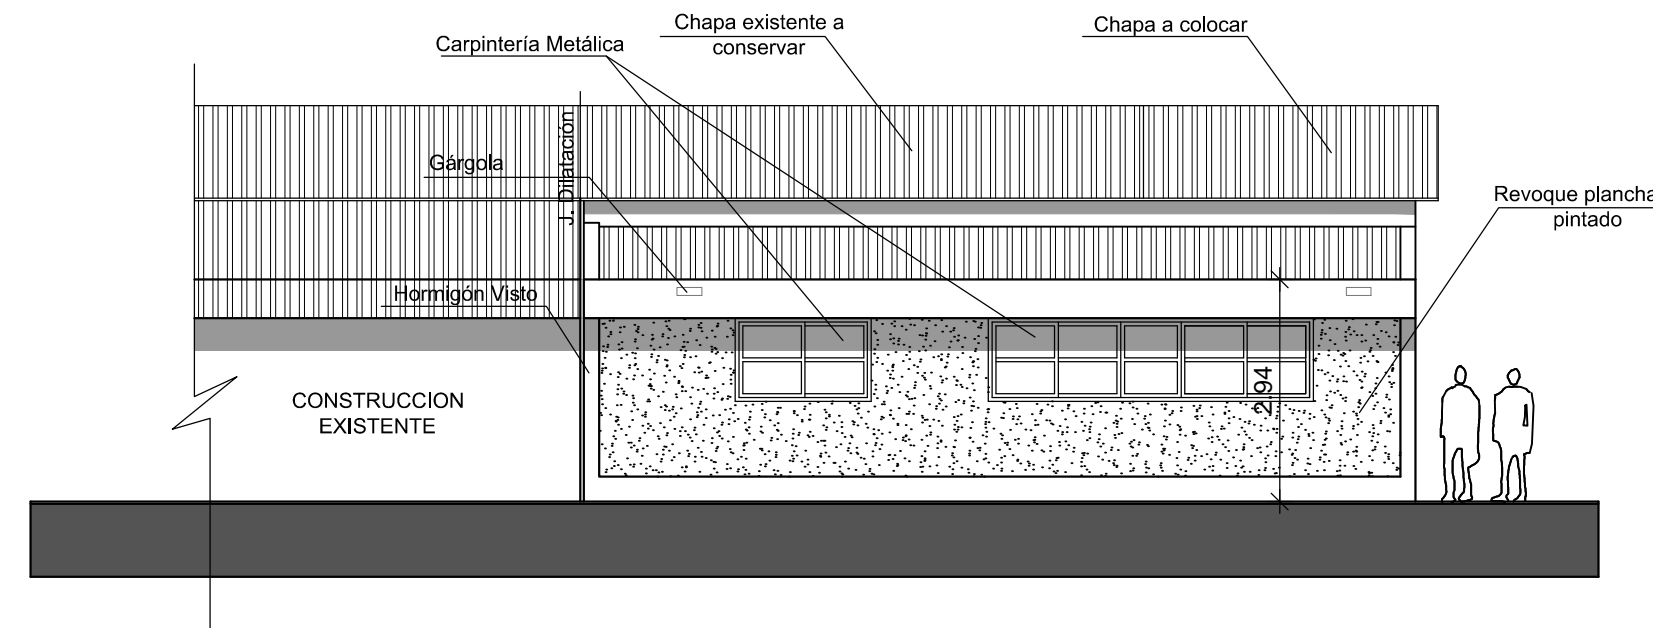 Chapa existente a
conservar
Chapa a colocar
Carpintería Metálica
J. Dilatación
Gárgola
Revoque plancha
pintado
Hormigón Visto
2.94
CONSTRUCCION
EXISTENTE